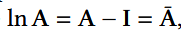 ln A = A − I = Ā,